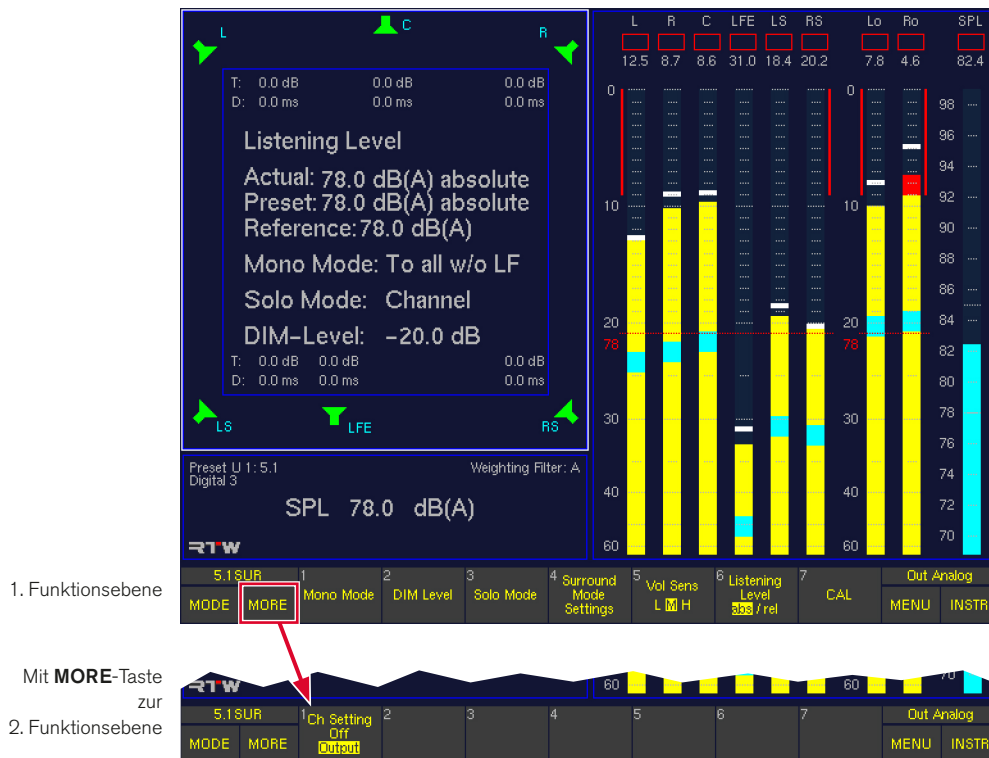 L C R
T: 0.0 dB 0.0 dB 0.0 dB
D: 0.0 ms 0.0 ms 0.0 ms
Listening Level
Actual: 78.0 dB(A) absolute
Preset: 78.0 dB(A) absolute
Reference: 78.0 dB(A)
Mono Mode: To all w/o LF
Solo Mode: Channel
DIM-Level: -20.0 dB
T: 0.0 dB 0.0 dB 0.0 dB
D: 0.0 ms 0.0 ms 0.0 ms
LS LFE RS
Preset U 1: 5.1 Weighting Filter: A
Digital 3
SPL 78.0 dB(A)
RTW
L R C LFE LS RS Lo Ro SPL
12.5 8.7 8.6 31.0 18.4 20.2 7.8 4.6 82.4
0 0
98
96
94
92
10 10
90
88
86
84
20 20
78 78
82
80
78
30 30
76
74
40 40
72
70
60 60
1. Funktionsebene
5.1SUR
MODE MORE
1 Mono Mode
2 DIM Level
3 Solo Mode
4 Surround
Mode
Settings
5 Vol Sens
L M H
6 Listening
Level
abs / rel
7 CAL
Out Analog
MENU INSTR
Mit MORE-Taste
zur
2. Funktionsebene
RTW
60 60 70
5.1SUR
MODE MORE
1 Ch Setting
Off
Output
2 3 4 5 6 7
Out Analog
MENU INSTR